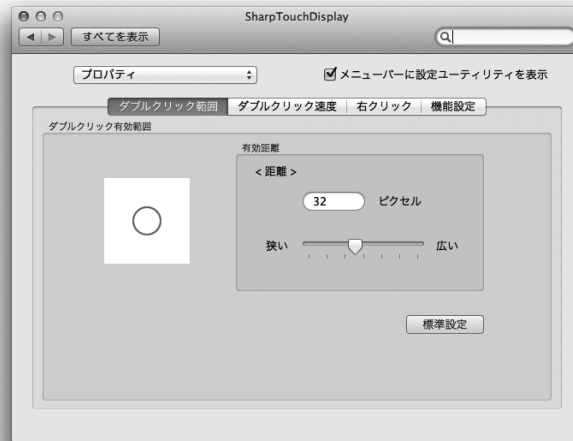 SharpTouchDisplay
すべてを表示
プロパティ
メニューバーに設定ユーティリティを表示
ダブルクリック範囲 ダブルクリック速度 右クリック 機能設定
ダブルクリック有効範囲
有効距離
<距離>
32 ピクセル
狭い 広い
標準設定